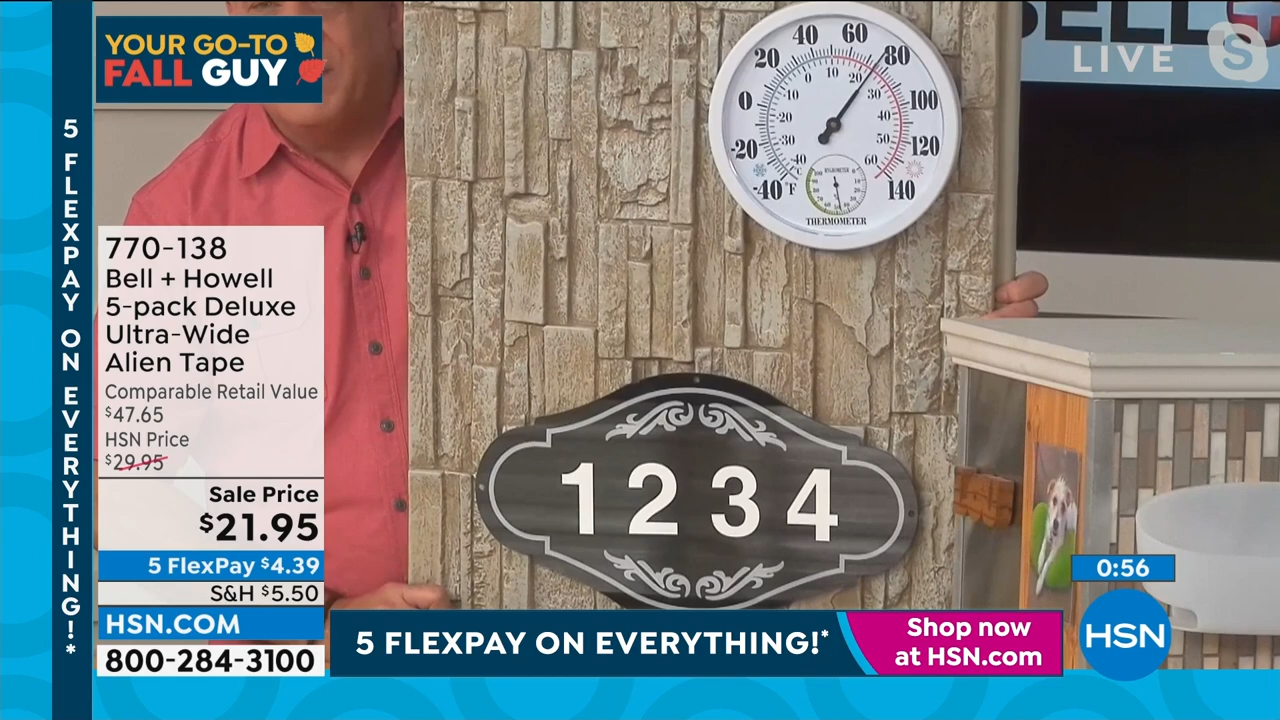 YOUR GO-TO
FALL GUY
5 FLEXPAY ON EVERYTHING!*
770-138
Bell + Howell
5-pack Deluxe
Ultra-Wide
Alien Tape
Comparable Retail Value
$47.65
HSN Price
$29.95
Sale Price
$21.95
5 FlexPay $4.39
S&H $5.50
HSN.COM
800-284-3100
40 60
20 80
0 100
-20 120
-40 °F 140
THERMOMETER
1234
LIVE
0:56
5 FLEXPAY ON EVERYTHING!*
Shop now
at HSN.com
HSN